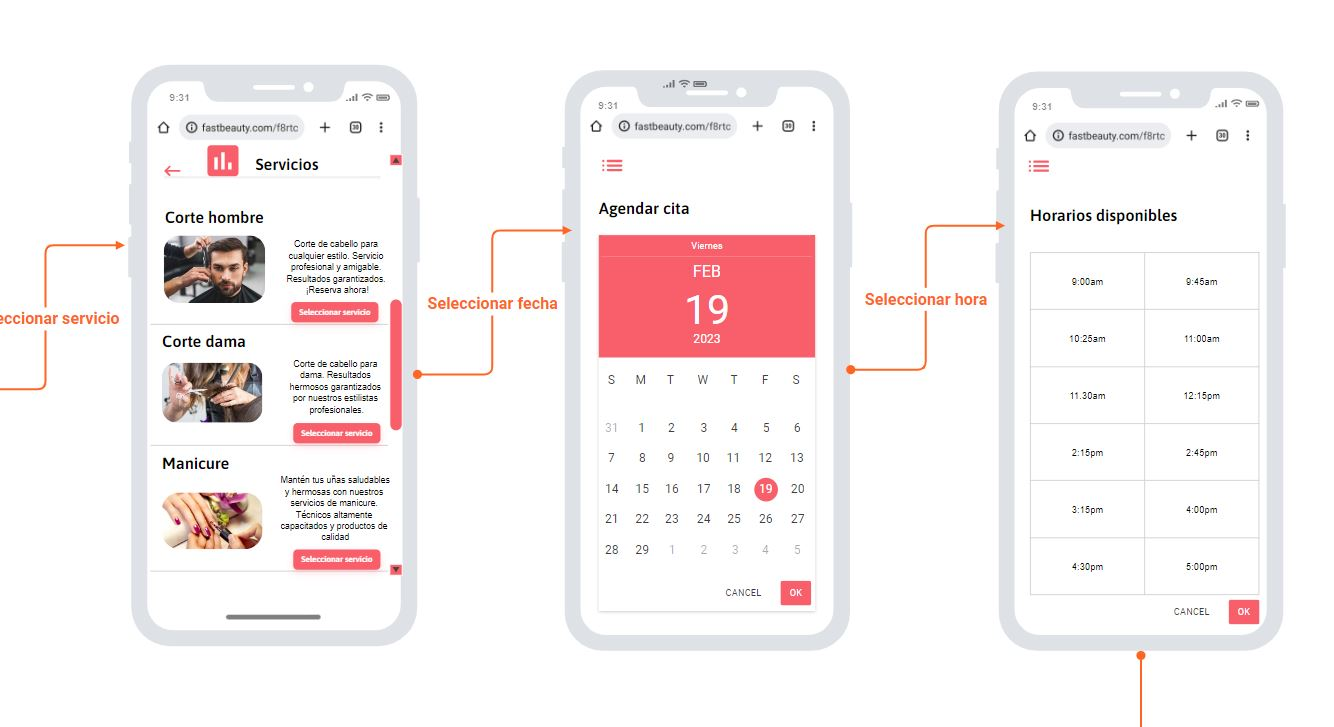 9:31
fastbeauty.com/f8rtc
30
Servicios
Corte hombre
Corte de cabello para
cualquier estilo. Servicio
profesional y amigable.
Resultados garantizados.
¡Reserva ahora!
Seleccionar servicio
Corte dama
Corte de cabello para
dama. Resultados
hermosos garantizados
por nuestros estilistas
profesionales.
Seleccionar servicio
Manicure
Mantén tus uñas saludables
y hermosas con nuestros
servicios de manicure.
Técnicos altamente
capacitados y productos de
calidad
Seleccionar servicio
eccionar servicio
Seleccionar fecha
9:31
fastbeauty.com/f8rtc
30
Agendar cita
Viernes
FEB
19
2023
S M T W T F S
31 1 2 3 4 5 6
7 8 9 10 11 12 13
14 15 16 17 18 19 20
21 22 23 24 25 26 27
28 29 1 2 3 4 5
CANCEL OK
Seleccionar hora
9:31
fastbeauty.com/f8rtc
30
Horarios disponibles
9:00am 9:45am
10:25am 11:00am
11.30am 12:15pm
2:15pm 2:45pm
3:15pm 4:00pm
4:30pm 5:00pm
CANCEL OK